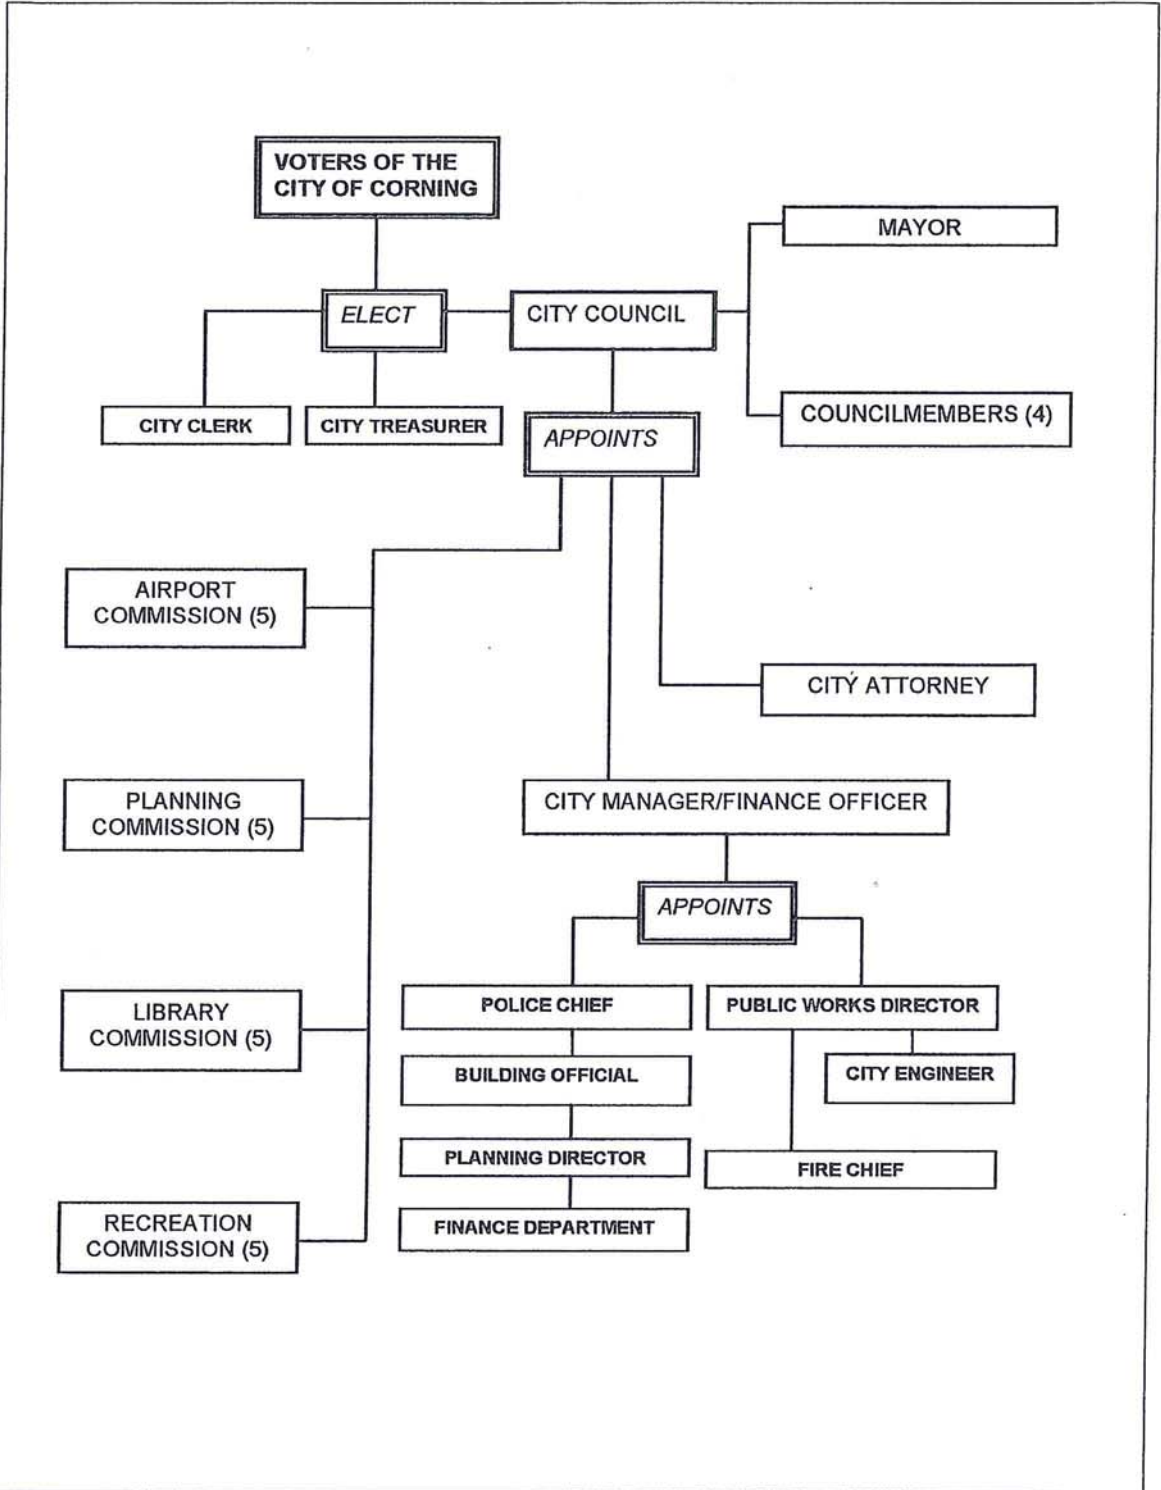 VOTERS OF THE
CITY OF CORNING
MAYOR
ELECT
CITY COUNCIL
CITY CLERK
CITY TREASURER
COUNCILMEMBERS (4)
APPOINTS
AIRPORT
COMMISSION (5)
CITY ATTORNEY
PLANNING
COMMISSION (5)
CITY MANAGER/FINANCE OFFICER
APPOINTS
LIBRARY
COMMISSION (5)
POLICE CHIEF
PUBLIC WORKS DIRECTOR
BUILDING OFFICIAL
CITY ENGINEER
PLANNING DIRECTOR
FIRE CHIEF
RECREATION
COMMISSION (5)
FINANCE DEPARTMENT